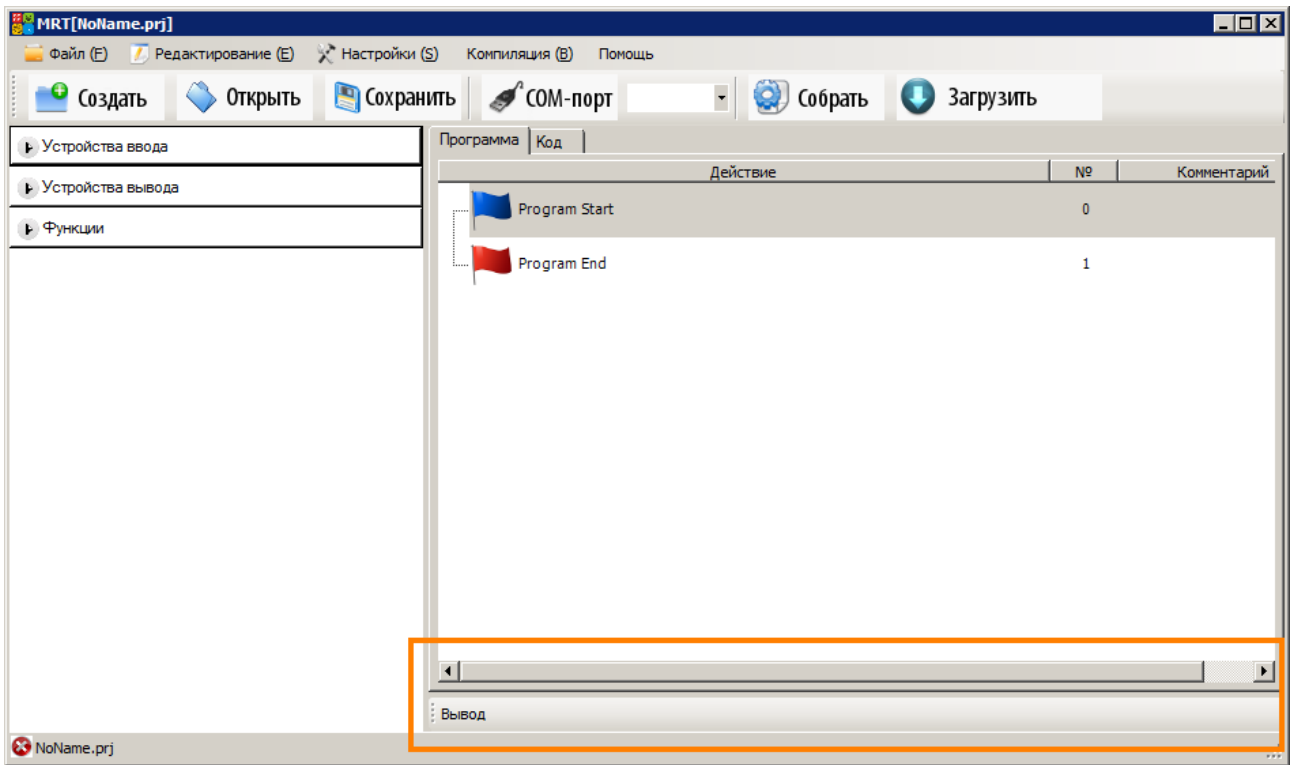 MRT[NoName.prj]
Файл (F) Редактирование (E) Настройки (S) Компиляция (B) Помощь
Создать Открыть Сохранить COM-порт Собрать Загрузить
Устройства ввода
Устройства вывода
Функции
Программа Код
Действие № Комментарий
Program Start 0
Program End 1
Вывод
NoName.prj